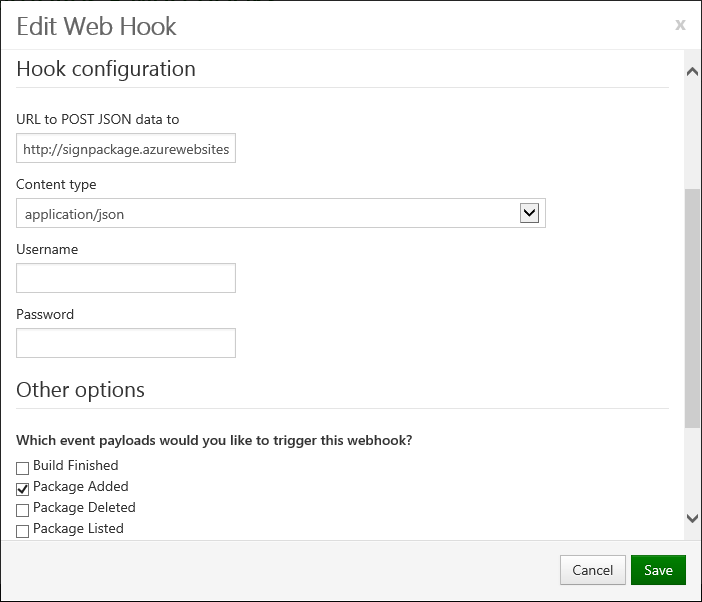 Edit Web Hook
x
Hook configuration
URL to POST JSON data to
http://signpackage.azurewebsites
Content type
application/json
Username
Password
Other options
Which event payloads would you like to trigger this webhook?
Build Finished
Package Added
Package Deleted
Package Listed
Cancel
Save